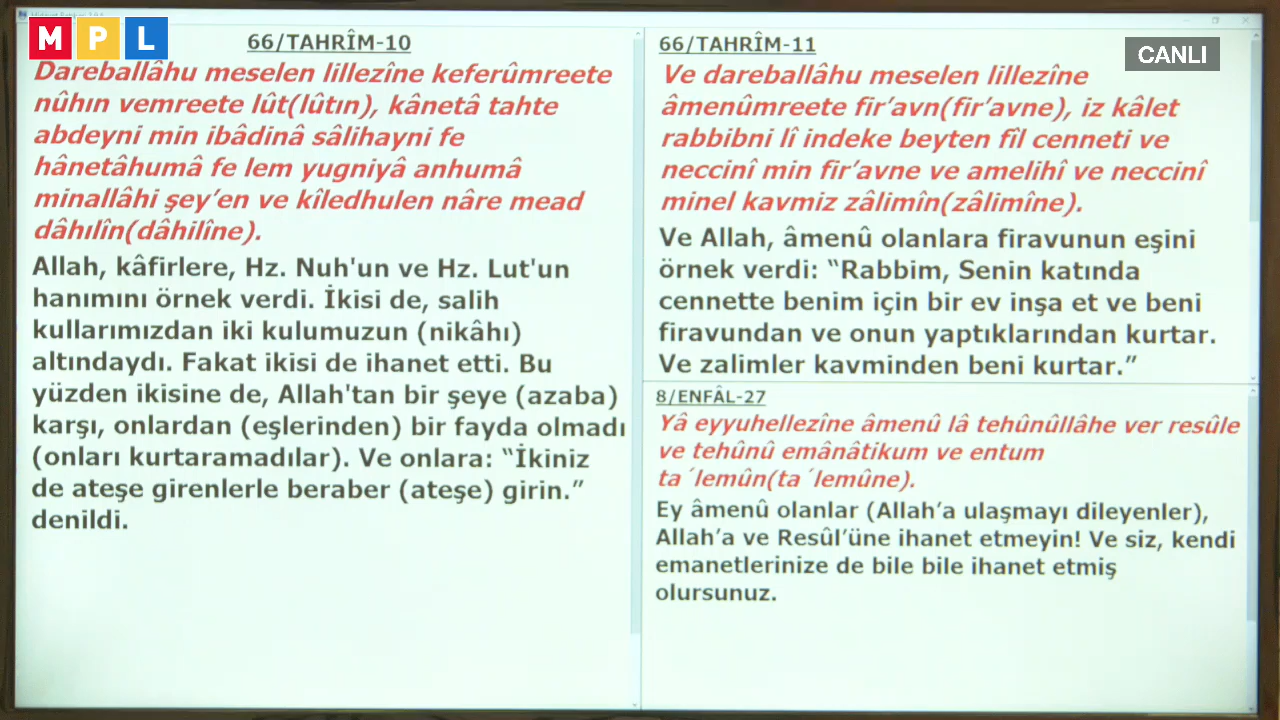 MPL
CANLI
66/TAHRÎM-10
Dareballâhu meselen lillezîne keferûmreete
nûhın vemreete lût(lûtın), kânetâ tahte
abdeyni min ibâdinâ sâlihayni fe
hânetâhumâ fe lem yugniyâ anhumâ
minallâhi şey’en ve kîledhulen nâre mead
dâhılîn(dâhilîne).
Allah, kâfirlere, Hz. Nuh'un ve Hz. Lut'un
hanımını örnek verdi. İkisi de, salih
kullarımızdan iki kulumuzun (nikâhı)
altındaydı. Fakat ikisi de ihanet etti. Bu
yüzden ikisine de, Allah'tan bir şeye (azaba)
karşı, onlardan (eşlerinden) bir fayda olmadı
(onları kurtaramadılar). Ve onlara: “İkiniz
de ateşe girenlerle beraber (ateşe) girin.”
denildi.
66/TAHRÎM-11
Ve dareballâhu meselen lillezîne
âmenûmreete fir’avn(fir’avne), iz kâlet
rabbibni lî indeke beyten fîl cenneti ve
neccinî min fir’avne ve amelihî ve neccinî
minel kavmiz zâlimîn(zâlimîne).
Ve Allah, âmenû olanlara firavunun eşini
örnek verdi: “Rabbim, Senin katında
cennette benim için bir ev inşa et ve beni
firavundan ve onun yaptıklarından kurtar.
Ve zalimler kavminden beni kurtar.”
8/ENFÂL-27
Yâ eyyuhellezîne âmenû lâ tehûnûllâhe ver resûle
ve tehûnû emânâtikum ve entum
ta´lemûn(ta´lemûne).
Ey âmenû olanlar (Allah’a ulaşmayı dileyenler),
Allah’a ve Resûl’üne ihanet etmeyin! Ve siz, kendi
emanetlerinize de bile bile ihanet etmiş
olursunuz.